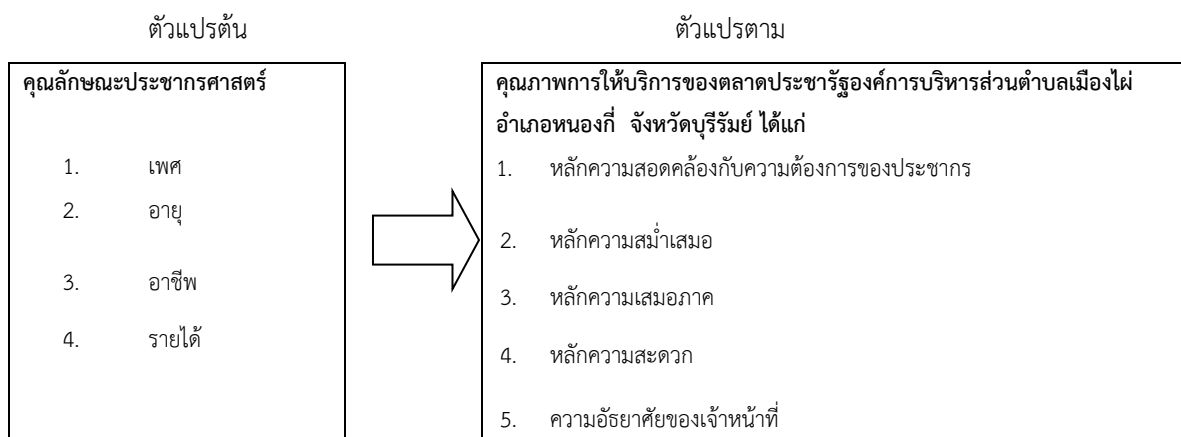 ตัวแปรต้น
ตัวแปรตาม
คุณลักษณะประชากรศาสตร์
1. เพศ
2. อายุ
3. อาชีพ
4. รายได้
คุณภาพการให้บริการของตลาดประชารัฐองค์การบริหารส่วนตำบลเมืองไผ่
อำเภอหนองกี่ จังหวัดบุรีรัมย์ ได้แก่
1. หลักความสอดคล้องกับความต้องการของประชากร
2. หลักความสม่ำเสมอ
3. หลักความเสมอภาค
4. หลักความสะดวก
5. ความอัธยาศัยของเจ้าหน้าที่